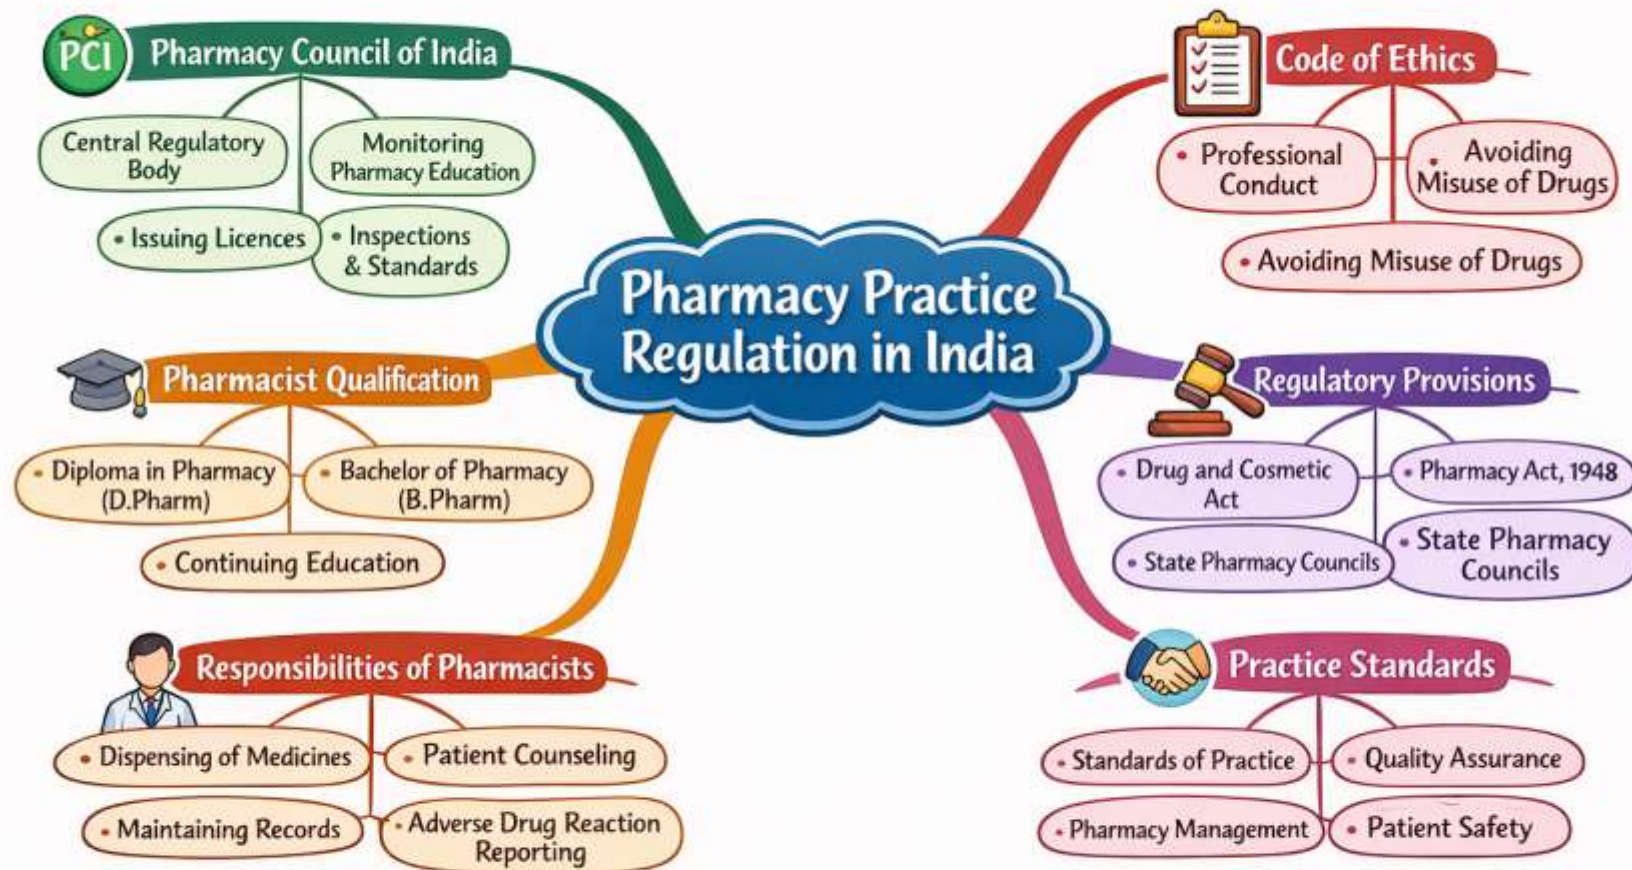 PCI
Pharmacy Council of India
Central Regulatory
Body
Monitoring
Pharmacy Education
• Issuing Licences
• Inspections
& Standards
Pharmacist Qualification
• Diploma in Pharmacy
(D.Pharm)
• Bachelor of Pharmacy
(B.Pharm)
• Continuing Education
Responsibilities of Pharmacists
• Dispensing of Medicines
• Patient Counseling
• Maintaining Records
• Adverse Drug Reaction
Reporting
Pharmacy Practice
Regulation in India
Code of Ethics
• Professional
Conduct
• Avoiding
Misuse of Drugs
• Avoiding Misuse of Drugs
Regulatory Provisions
• Drug and Cosmetic
Act
• Pharmacy Act, 1948
• State Pharmacy Councils
• State Pharmacy
Councils
Practice Standards
• Standards of Practice
• Quality Assurance
• Pharmacy Management
• Patient Safety